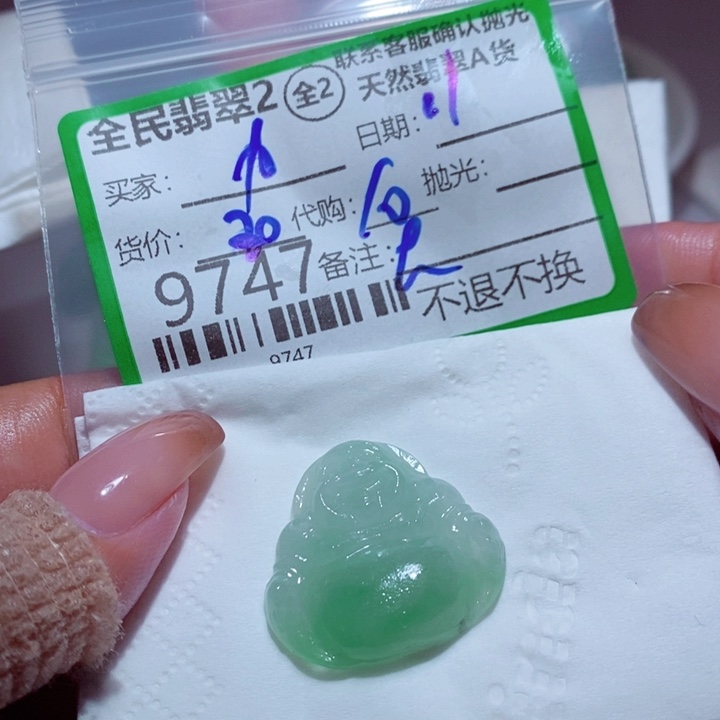 联系客服确认抛光
全民翡翠2 全2 天然翡翠A货
买家: 日期:
货价: 30 代购: 抛光:
9747 备注: 不退不换
9747